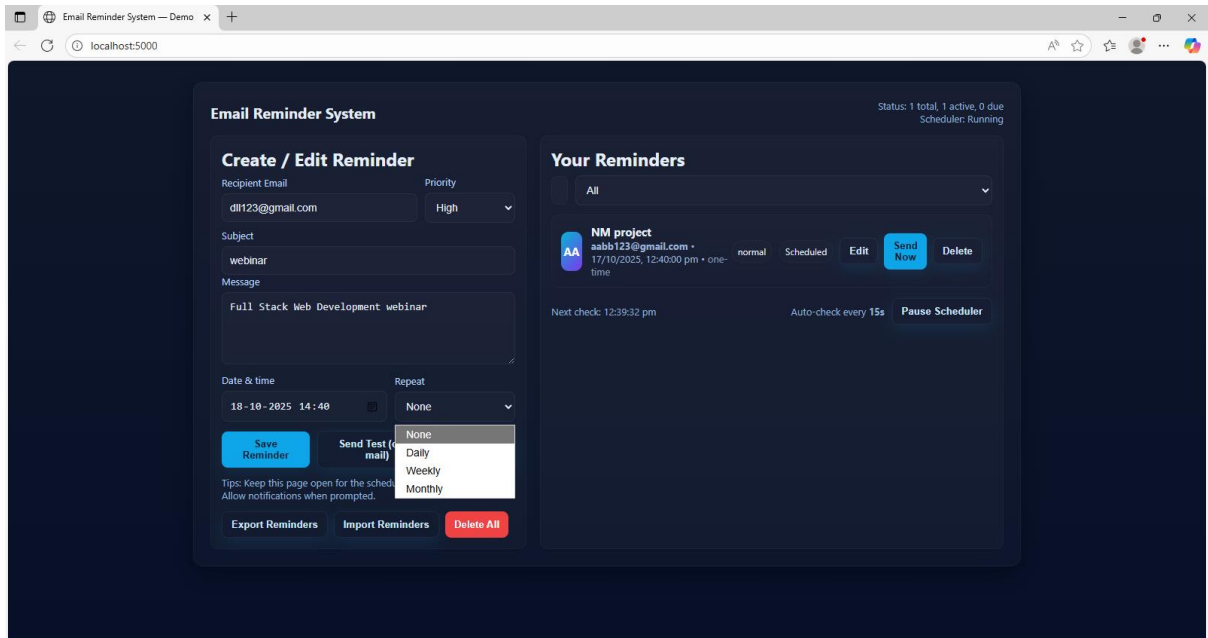 Email Reminder System — Demo
localhost:5000
Email Reminder System
Status: 1 total, 1 active, 0 due
Scheduler: Running
Create / Edit Reminder
Recipient Email
Priority
dll123@gmail.com
High
Subject
webinar
Message
Full Stack Web Development webinar
Date & time
Repeat
18-10-2025 14:40
None
None
Daily
Weekly
Monthly
Save
Reminder
Send Test
mail)
Tips: Keep this page open for the
Allow notifications when prompted.
Export Reminders
Import Reminders
Delete All
Your Reminders
All
AA
NM project
aabb123@gmail.com •
17/10/2025, 12:40:00 pm • one-
time
normal
Scheduled
Edit
Send
Now
Delete
Next check: 12:39:32 pm
Auto-check every 15s
Pause Scheduler